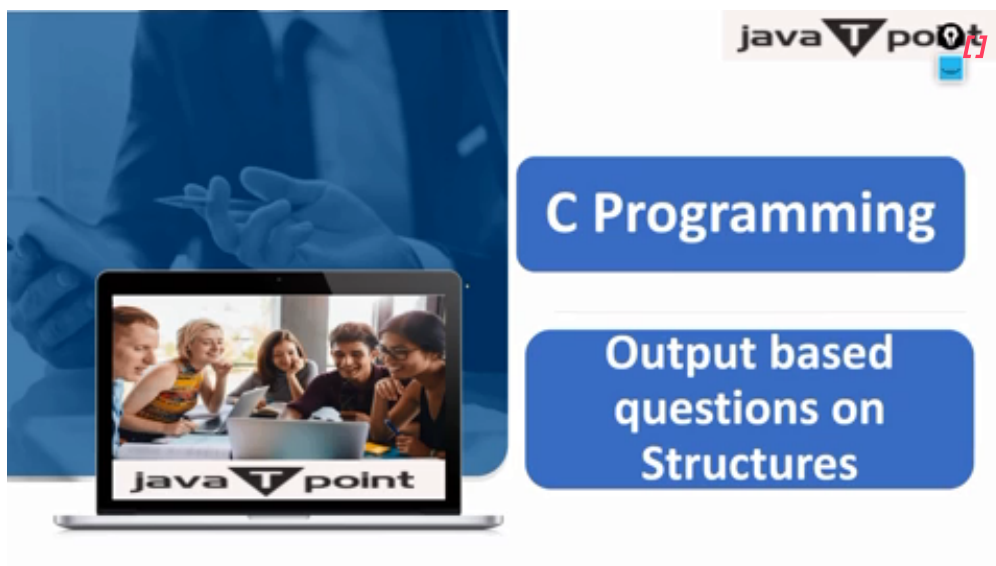 java T point
C Programming
Output based
questions on
Structures
java T point